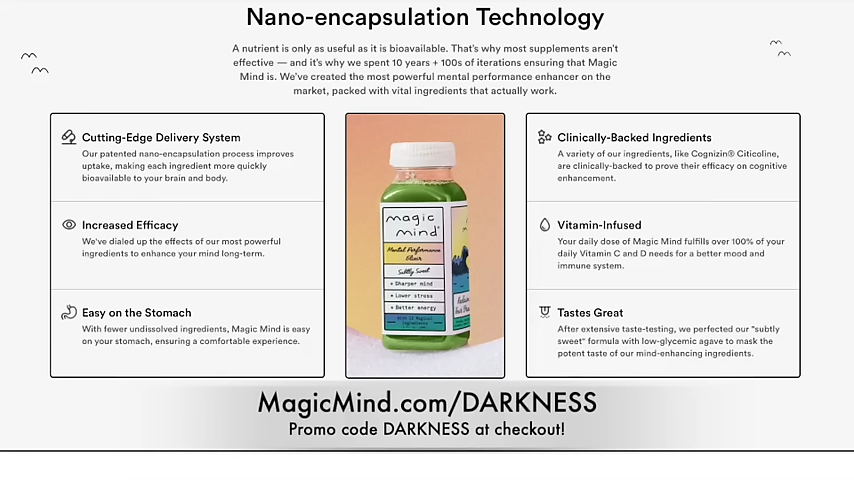 Nano-encapsulation Technology
A nutrient is only as useful as it is bioavailable. That's why most supplements aren't
effective — and it's why we spent 10 years + 100s of iterations ensuring that Magic
Mind is. We've created the most powerful mental performance enhancer on the
market, packed with vital ingredients that actually work.
Cutting-Edge Delivery System
Our patented nano-encapsulation process improves
uptake, making each ingredient more quickly
bioavailable to your brain and body.
Increased Efficacy
We've dialed up the effects of our most powerful
ingredients to enhance your mind long-term.
Easy on the Stomach
With fewer undissolved ingredients, Magic Mind is easy
on your stomach, ensuring a comfortable experience.
magic
mind
Mental Performance
Elixir
Subtly Sweet
+ Sharper mind
+ Lower stress
+ Better energy
Clinically-Backed Ingredients
A variety of our ingredients, like Cognizin® Citicoline,
are clinically-backed to prove their efficacy on cognitive
enhancement.
Vitamin-Infused
Your daily dose of Magic Mind fulfills over 100% of your
daily Vitamin C and D needs for a better mood and
immune system.
Tastes Great
After extensive taste-testing, we perfected our "subtly
sweet" formula with low-glycemic agave to mask the
potent taste of our mind-enhancing ingredients.
MagicMind.com/DARKNESS
Promo code DARKNESS at checkout!